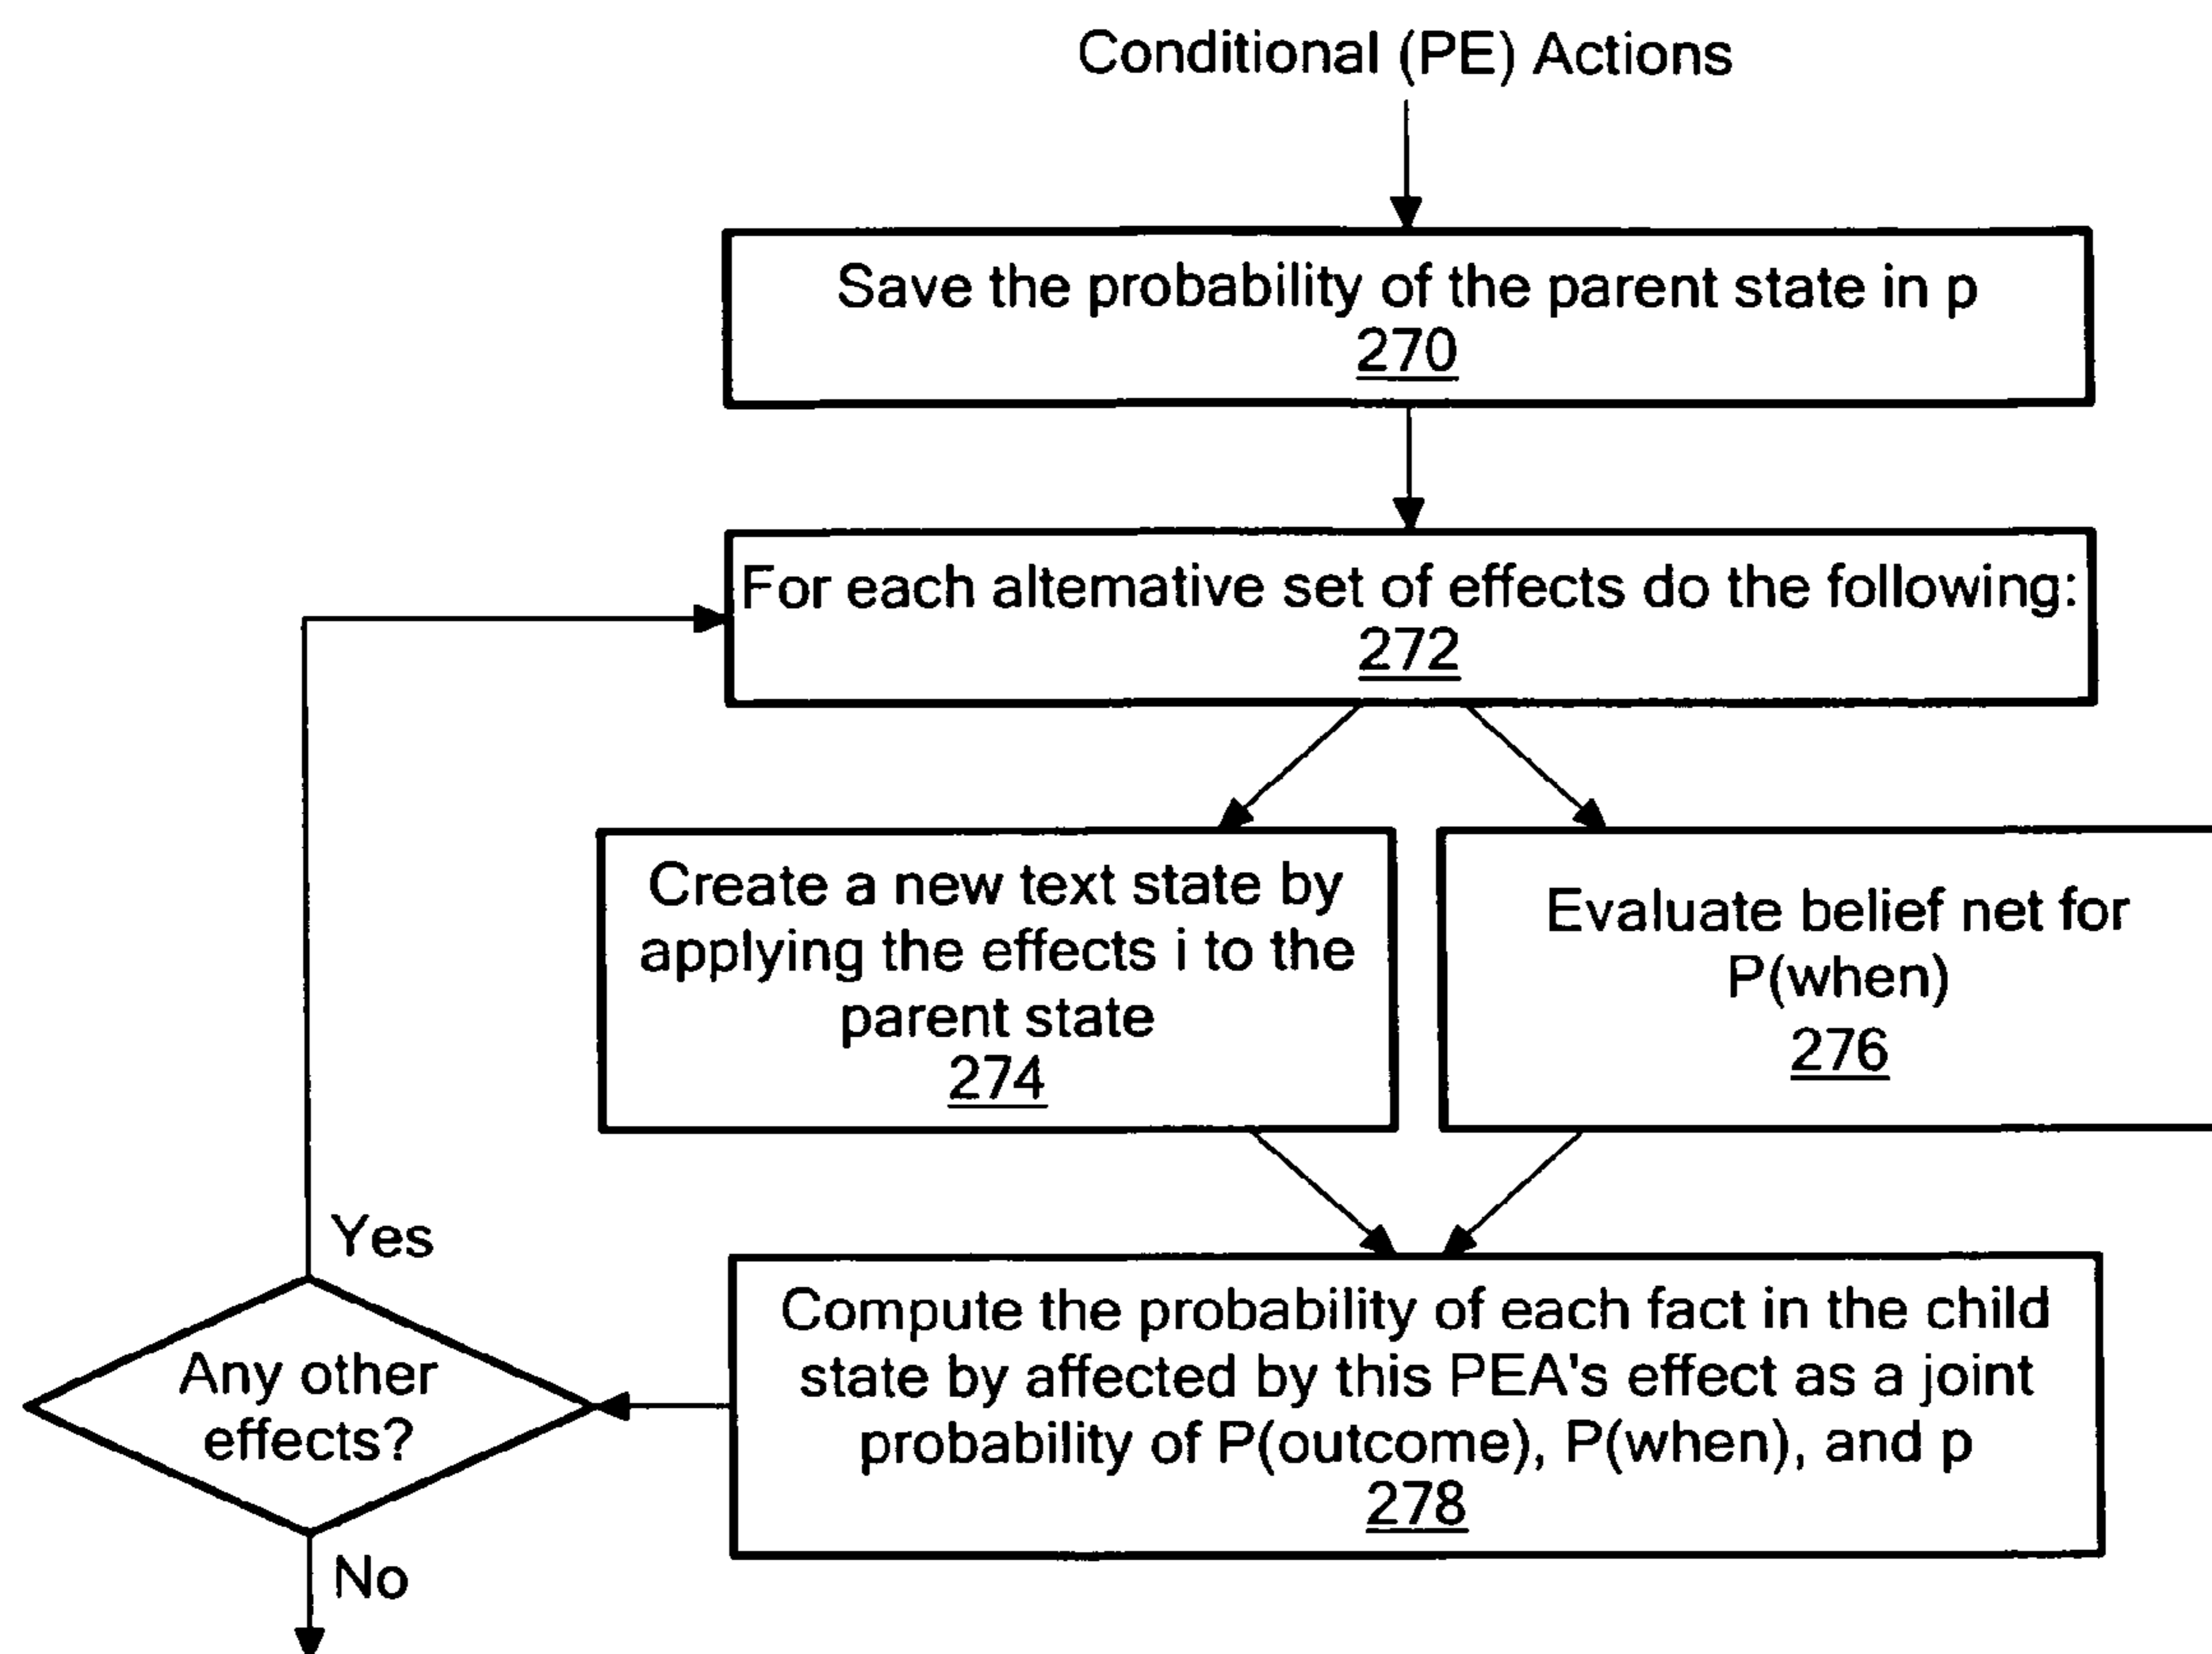 Conditional (PE) Actions
Save the probability of the parent state in p
270
For each alternative set of effects do the following:
272
Create a new text state by
applying the effects i to the
parent state
274
Evaluate belief net for
P(when)
276
Yes
Any other
effects?
Compute the probability of each fact in the child
state by affected by this PEA's effect as a joint
probability of P(outcome), P(when), and p
278
No